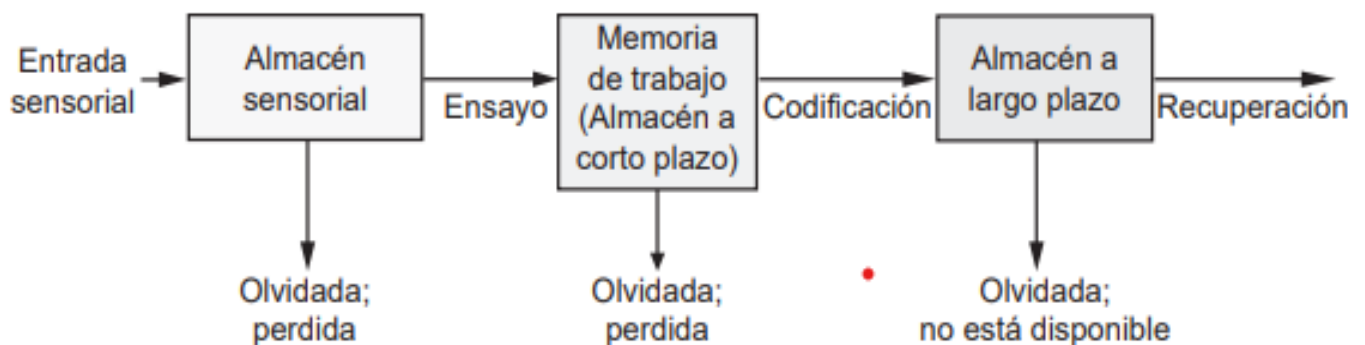 Entrada
sensorial
Almacén
sensorial
Ensayo
Memoria
de trabajo
(Almacén a
corto plazo)
Codificación
Almacén a
largo plazo
Recuperación
Olvidada;
perdida
Olvidada;
perdida
Olvidada;
no está disponible